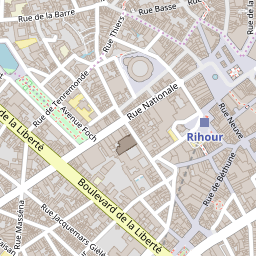 Rue de la Barre
Rue Thiers
Rue Basse
Rue de Tenremonde
Rue Nationale
Avenue Foch
Rue Neuve
Rihour
de la Liberté
Boulevard de la Liberté
Rue de Béthune
Rue Masséna
Rue Jacquemars Giélée